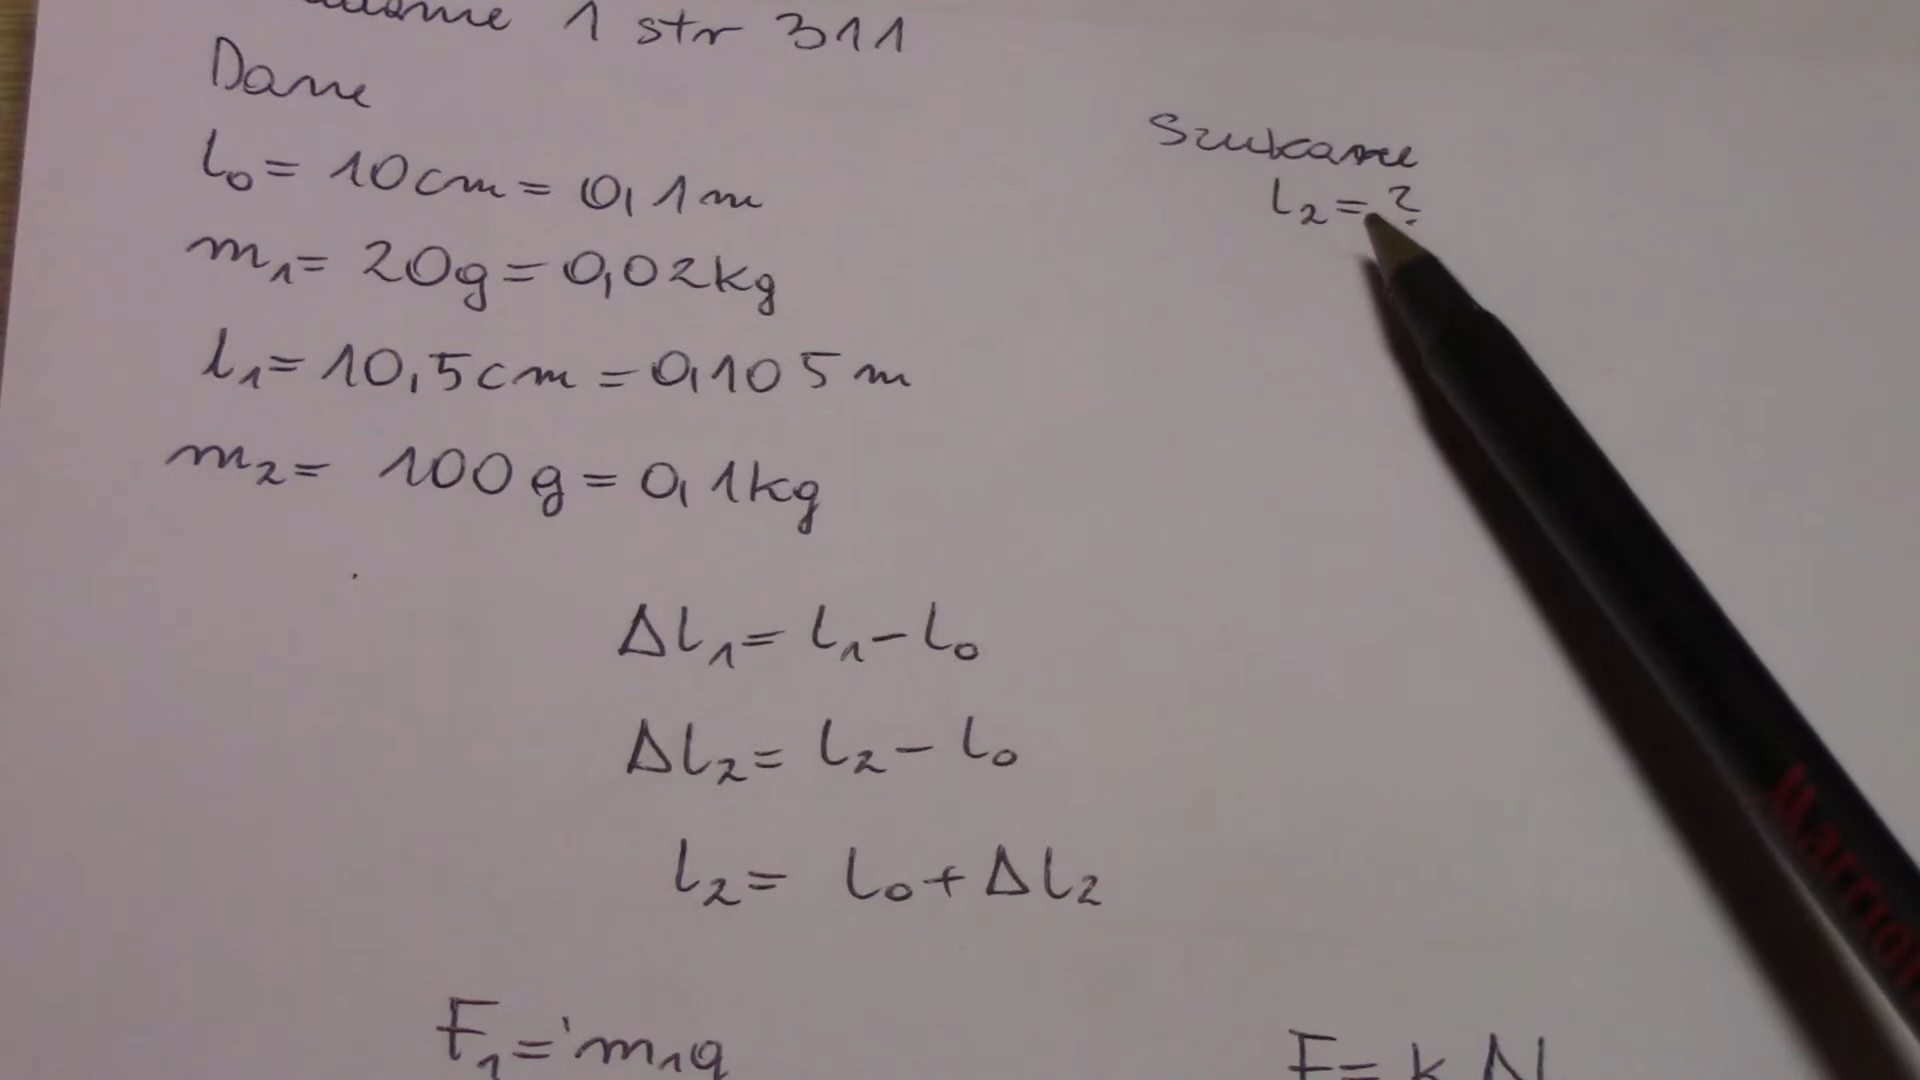 1 str 311
Dane
l₀ = 10cm = 0,1m
m₁ = 20g = 0,02kg
l₁ = 10,5cm = 0,105m
m₂ = 100g = 0,1kg
Szukane
l₂ = ?
Δl₁ = l₁ - l₀
Δl₂ = l₂ - l₀
l₂ = l₀ + Δl₂
F₁ = m₁g
F = k